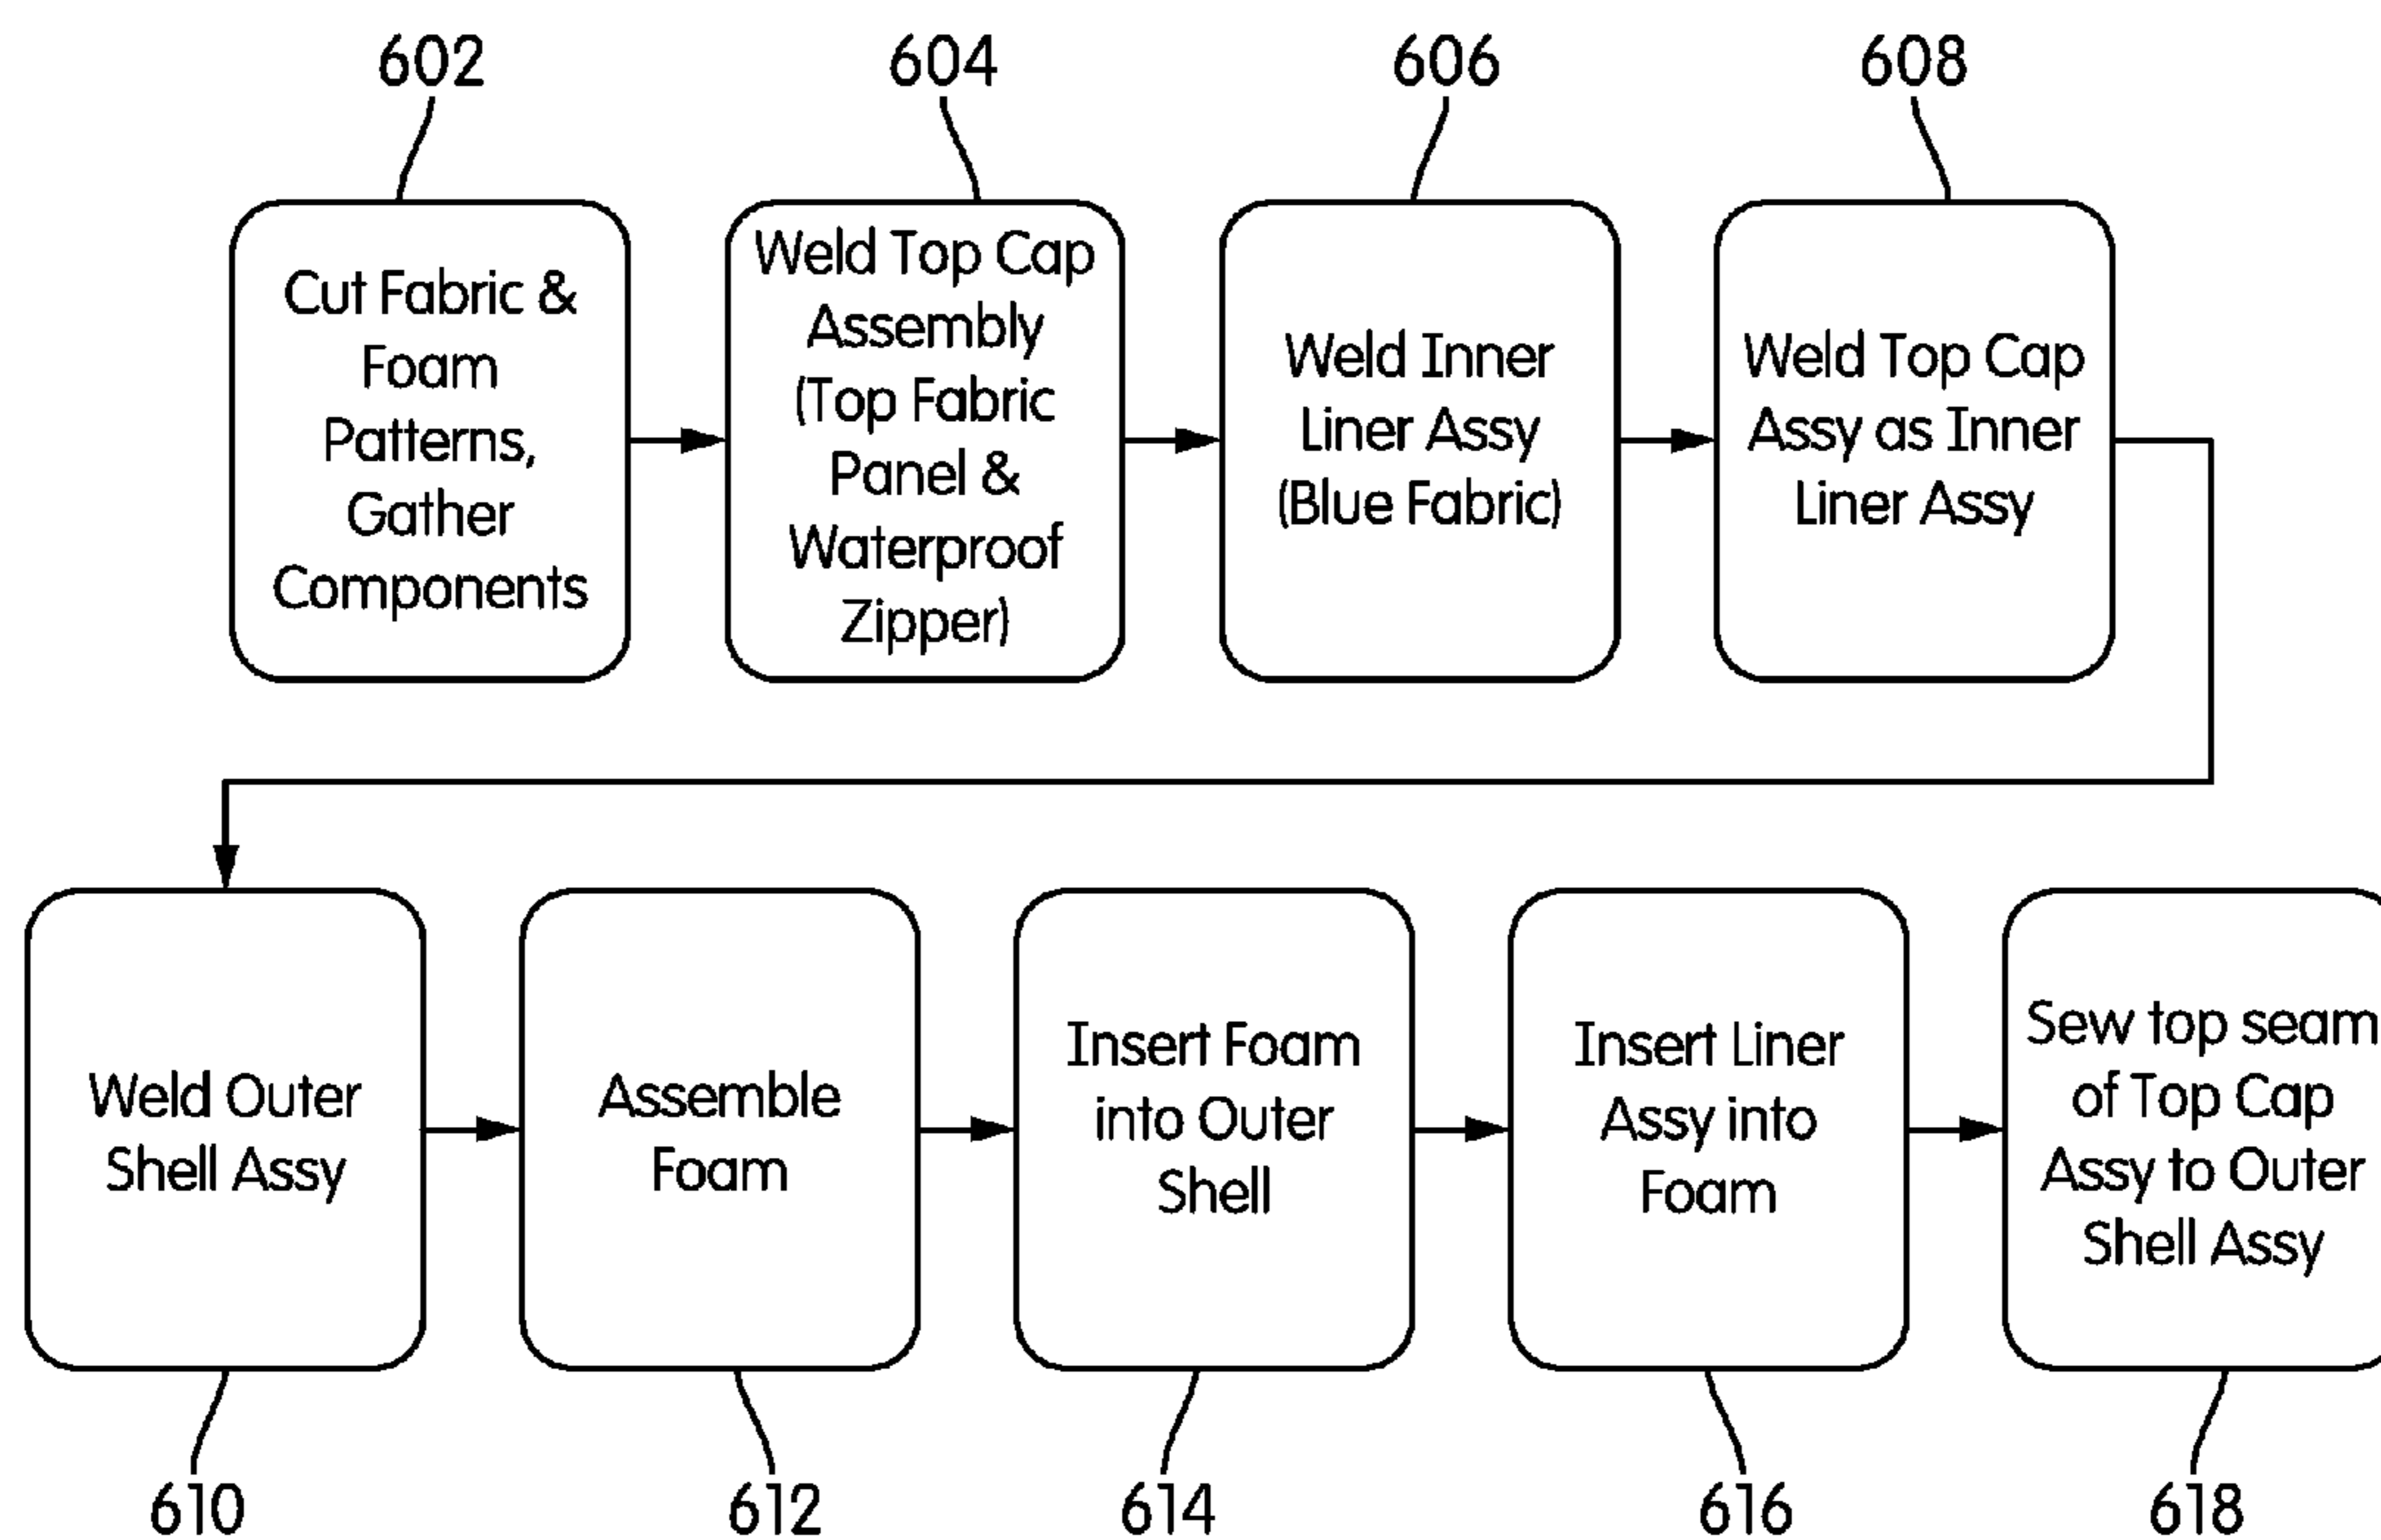 602
604
606
608
Cut Fabric &
Foam
Patterns,
Gather
Components
Weld Top Cap
Assembly
(Top Fabric
Panel &
Waterproof
Zipper)
Weld Inner
Liner Assy
(Blue Fabric)
Weld Top Cap
Assy as Inner
Liner Assy
Weld Outer
Shell Assy
Assemble
Foam
Insert Foam
into Outer
Shell
Insert Liner
Assy into
Foam
Sew top seam
of Top Cap
Assy to Outer
Shell Assy
610
612
614
616
618